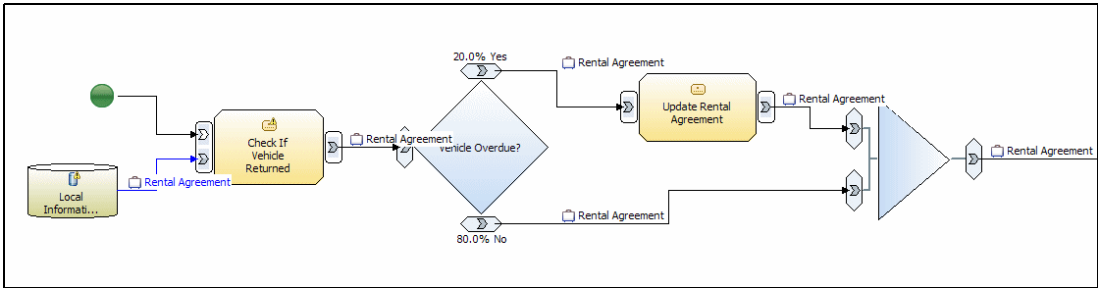 20.0% Yes
Rental Agreement
Update Rental
Agreement
Rental Agreement
Check If
Vehicle
Returned
Rental Agreement
Vehicle Overdue?
Rental Agreement
Rental Agreement
Local
Informati...
Rental Agreement
80.0% No